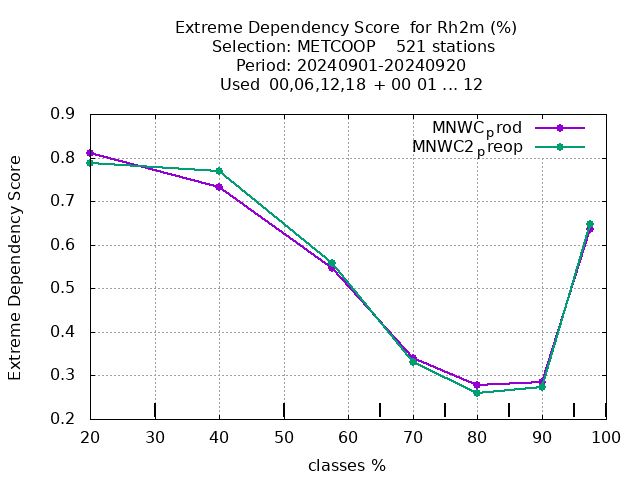 Extreme Dependency Score for Rh2m (%)
Selection: METCOOP 521 stations
Period: 20240901-20240920
Used 00,06,12,18 + 00 01 ... 12
MNWCprod
MNWC2preop
0.9
0.8
0.7
0.6
0.5
0.4
0.3
0.2
Extreme Dependency Score
20 30 40 50 60 70 80 90 100
classes %